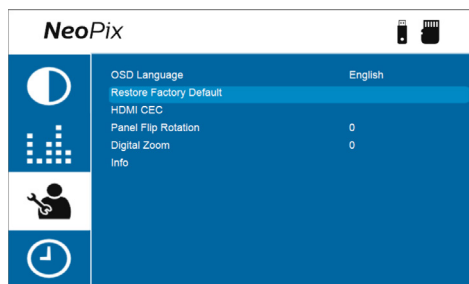 NeoPix
OSD Language English
Restore Factory Default
HDMI CEC
Panel Flip Rotation 0
Digital Zoom 0
Info